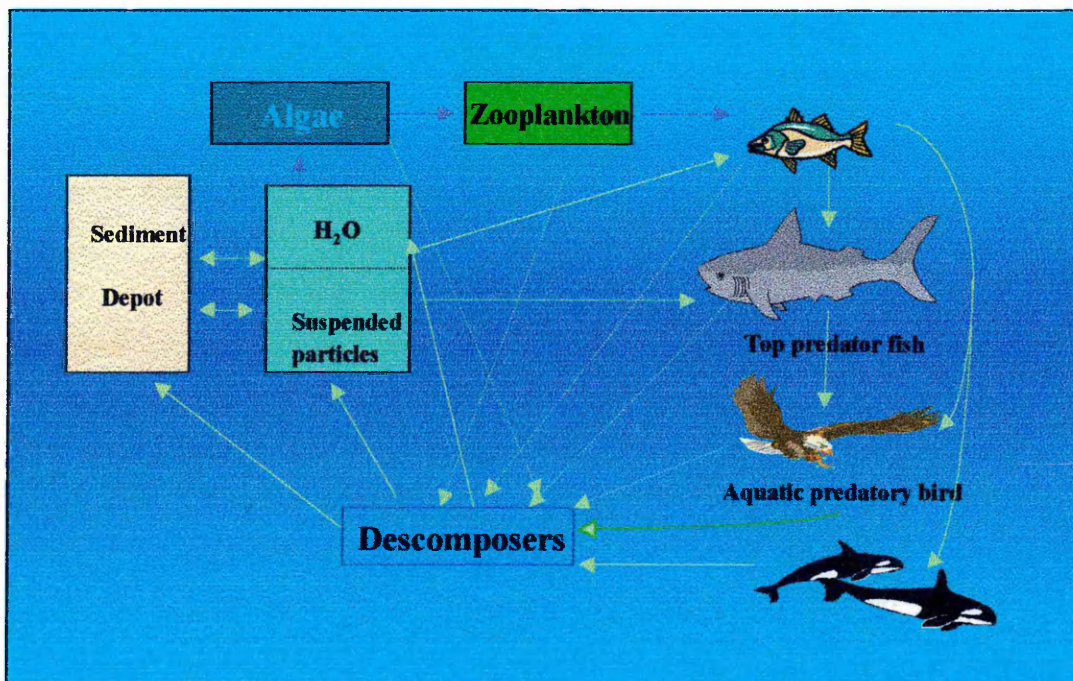 Algae
Zooplankton
Sediment
Depot
H₂O
Suspended
particles
Top predator fish
Aquatic predatory bird
Descomposers